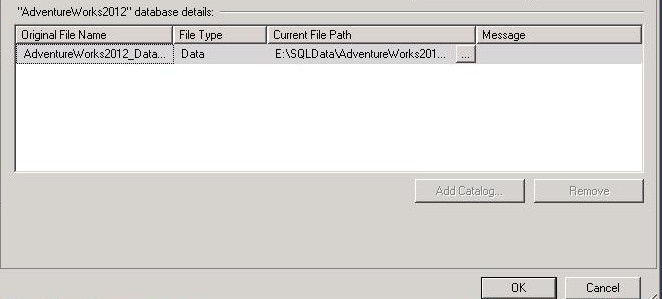 "AdventureWorks2012" database details:
Original File Name File Type Current File Path Message
AdventureWorks2012_Data... Data E:\SQLData\AdventureWorks201... ...
Add Catalog... Remove
OK Cancel